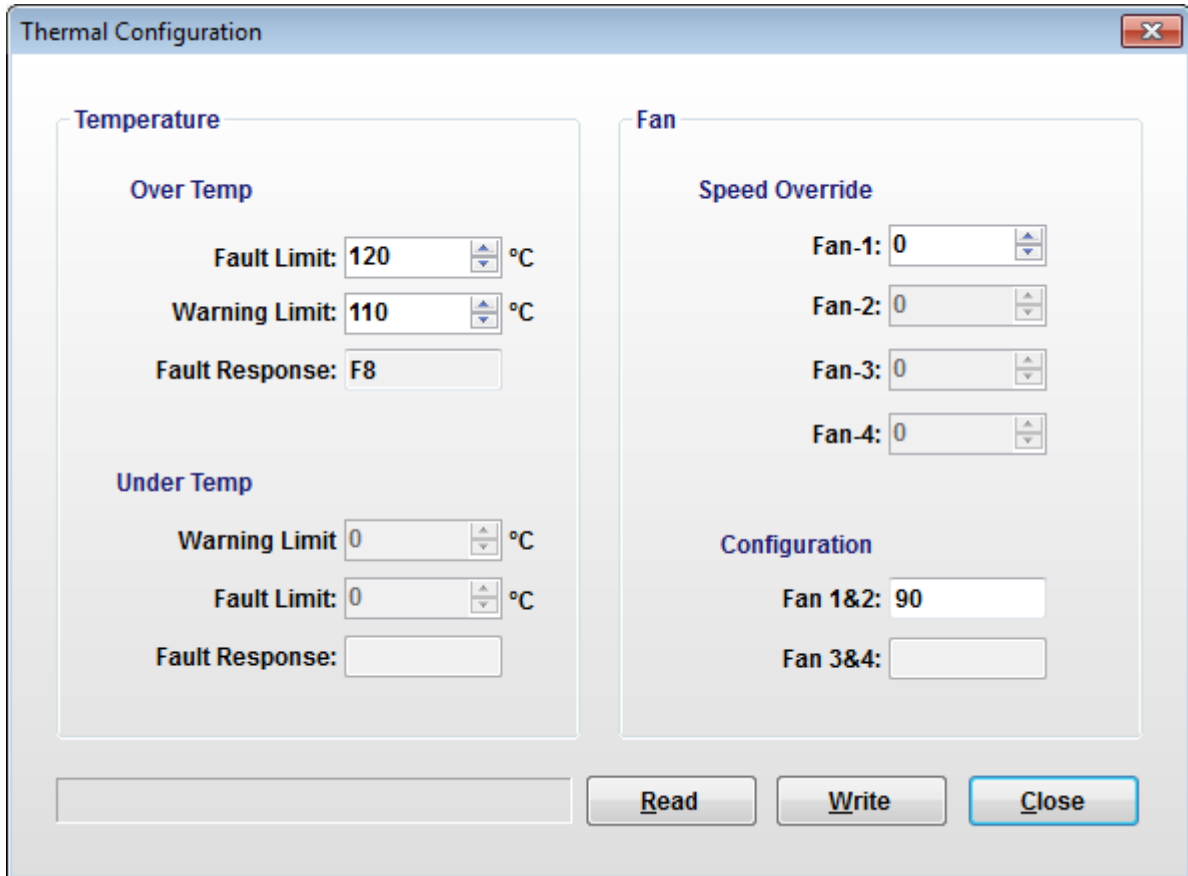 Thermal Configuration
Temperature
Over Temp
Fault Limit: 120 °C
Warning Limit: 110 °C
Fault Response: F8
Under Temp
Warning Limit 0 °C
Fault Limit: 0 °C
Fault Response:
Fan
Speed Override
Fan-1: 0
Fan-2: 0
Fan-3: 0
Fan-4: 0
Configuration
Fan 1&2: 90
Fan 3&4:
Read Write Close